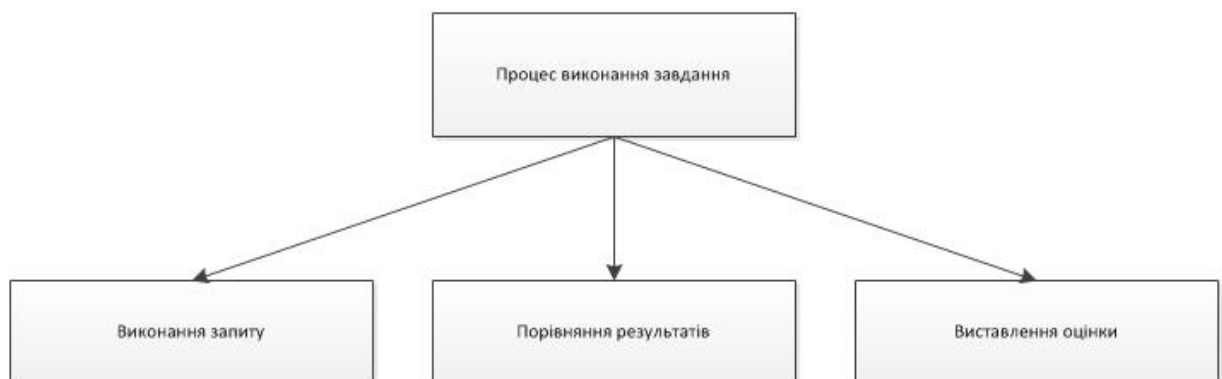 Процес виконання завдання
Виконання запиту
Порівняння результатів
Виставлення оцінки